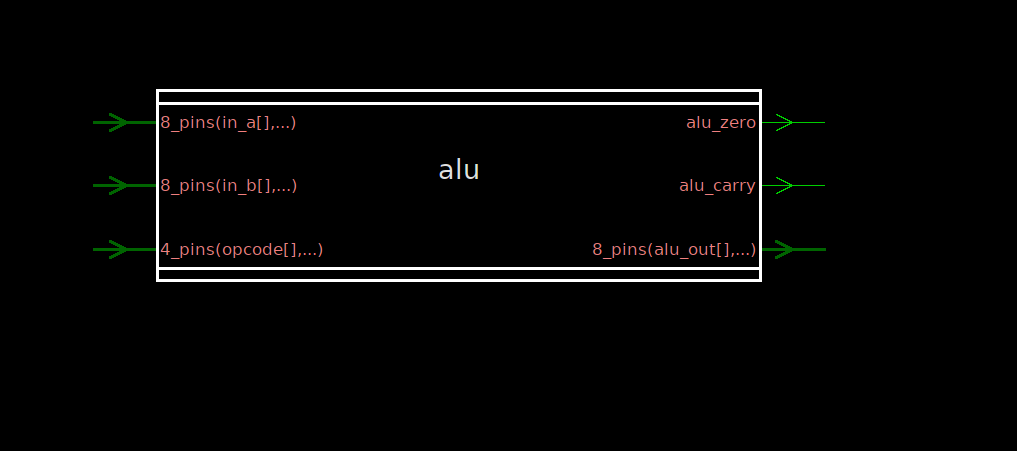 8_pins(in_a[],...)
alu_zero
alu
8_pins(in_b[],...)
alu_carry
4_pins(opcode[],...)
8_pins(alu_out[],...)